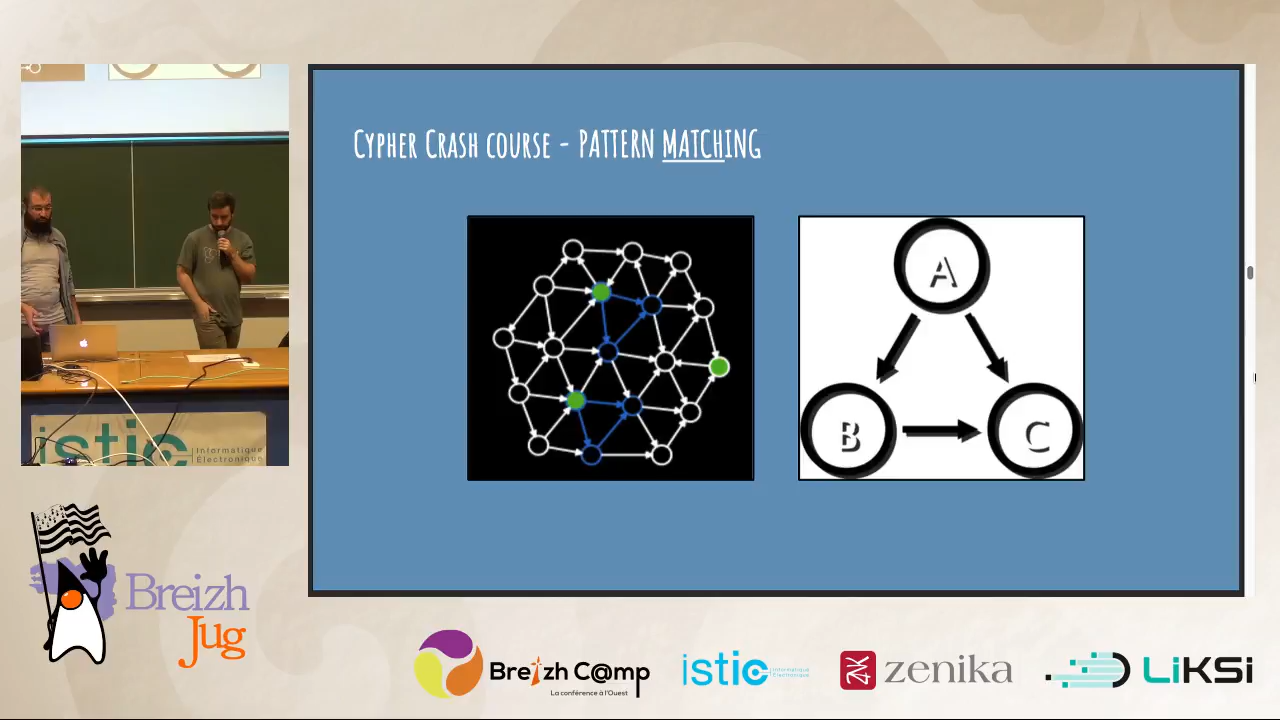 CYPHER CRASH COURSE - PATTERN MATCHING
A
B
C
istic
Informatique
Électronique
Breizh
Jug
Breizh C@mp
La conférence à l'Ouest
istic Informatique
Électronique
ZK zenika
LiKSi